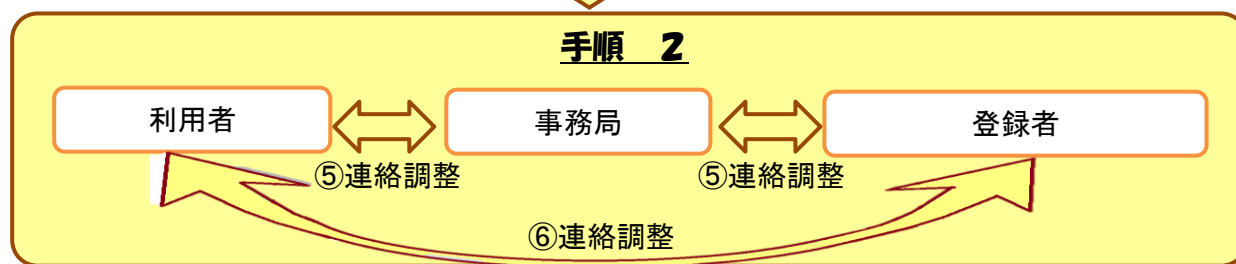 手順　２
利用者
事務局
登録者
⑤連絡調整
⑤連絡調整
⑥連絡調整